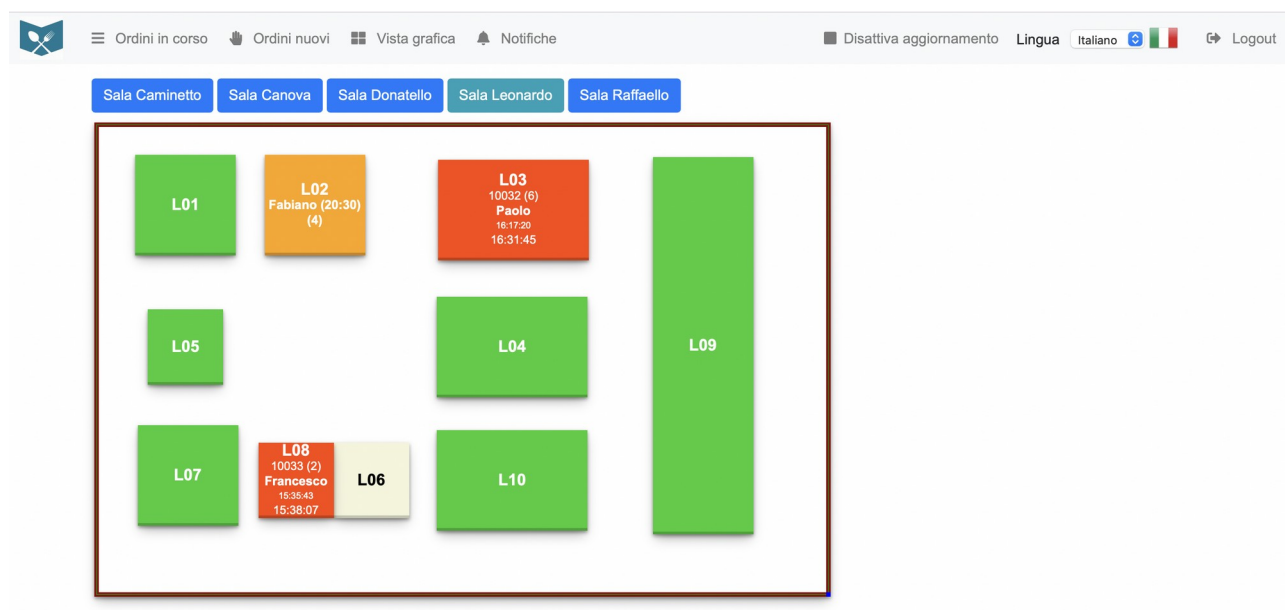 Ordini in corso Ordini nuovi Vista grafica Notifiche Disattiva aggiornamento Lingua Italiano Logout
Sala Caminetto Sala Canova Sala Donatello Sala Leonardo Sala Raffaello
L01
L02
Fabiano (20:30)
(4)
L03
10032 (6)
Paolo
16:17:20
16:31:45
L05
L04
L09
L07
L08
10033 (2)
Francesco
15:35:43
15:38:07
L06
L10